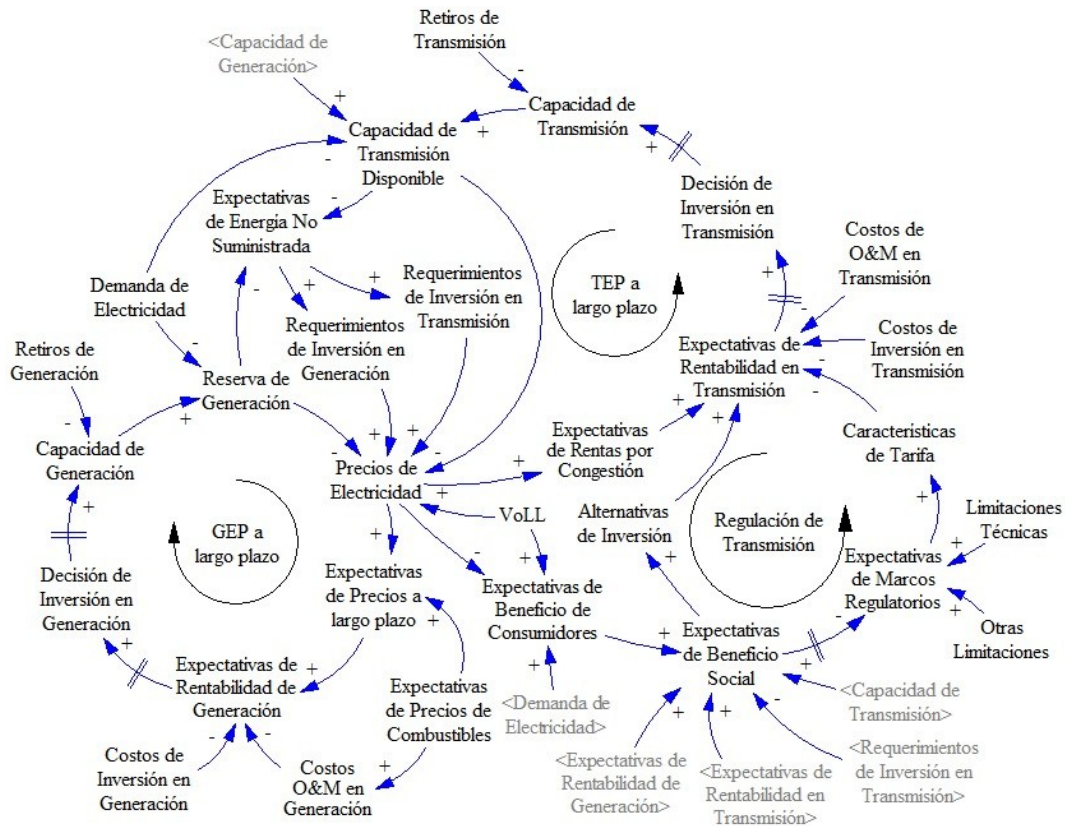 Retiros de
Transmisión
<Capacidad de
Generación>
-
+
Capacidad de
Transmisión
+
Capacidad de
Transmisión
Disponible
-
+
-
Expectativas
de Energía No
Suministrada
Decisión de
Inversión en
Transmisión
+
Costos de
O&M en
Transmisión
-
TEP a
largo plazo
Demanda de
Electricidad
-
+
+
Requerimientos
de Inversión en
Transmisión
Requerimientos
de Inversión en
Generación
Costos de
Inversión en
Transmisión
-
-
Expectativas de
Rentabilidad en
Transmisión
+
+
Retiros de
Generación
-
Reserva de
Generación
+
-
Capacidad de
Generación
+
-
+
+
-
Precios de
Electricidad
+
+
Expectativas
de Rentas por
Congestión
Caracteristicas
de Tarifa
+
GEP a
largo plazo
VoLL
Alternativas
de Inversión
+
Regulación de
Transmisión
Limitaciones
Técnicas
+
Expectativas
de Marcos
Regulatorios
-
+
Otras
Limitaciones
Decisión de
Inversión en
Generación
+
+
Expectativas
de Precios a
largo plazo
+
-
+
Expectativas de
Beneficio de
Consumidores
+
+
Expectativas
de Beneficio
Social
+
-
+
+
Expectativas de
Rentabilidad de
Generación
+
-
-
Expectativas
de Precios de
Combustibles
<Demanda de
Electricidad>
<Capacidad de
Transmisión>
Costos de
Inversión en
Generación
Costos
O&M en
Generación
+
<Expectativas de
Rentabilidad de
Generación>
<Expectativas de
Rentabilidad en
Transmisión>
<Requerimientos
de Inversión en
Transmisión>